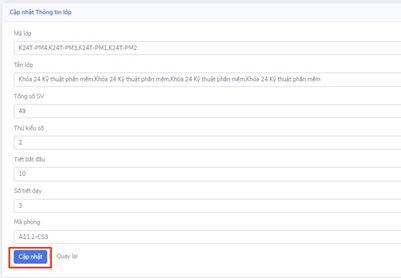 Cập nhật Thông tin lớp
Mã lớp
K24T-PM4,K24T-PM3,K24T-PM1,K24T-PM2
Tên lớp
Khóa 24 Kỹ thuật phần mềm,Khóa 24 Kỹ thuật phần mềm,Khóa 24 Kỹ thuật phần mềm,Khóa 24 Kỹ thuật phần mềm
Tổng số SV
49
Thứ kiểu số
2
Tiết bắt đầu
10
Số tiết dạy
3
Mã phòng
A11.2-CS3
Cập nhật
Quay lại